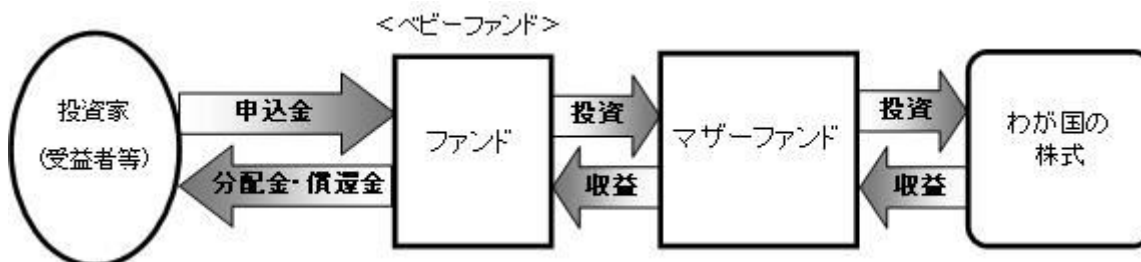 <ベビーファンド>
投資家
(受益者等)
申込金
分配金・償還金
ファンド
投資
収益
マザーファンド
投資
収益
わが国の
株式